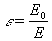 ε = E₀/E